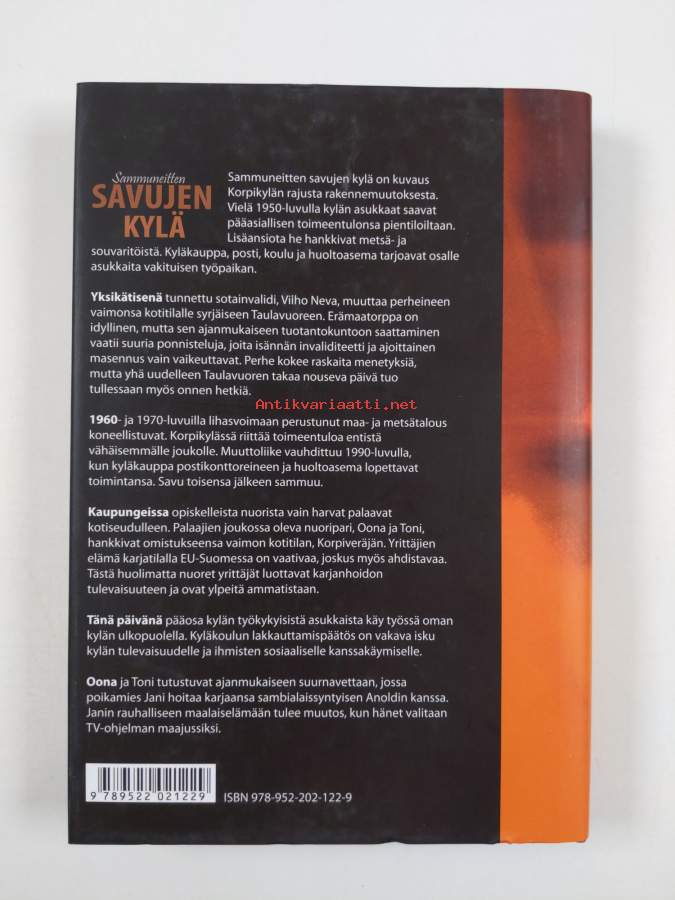 Sammuneitten
SAVUJEN
KYLÄ
Sammuneitten savujen kylä on kuvaus
Korpikylän rajusta rakennemuutoksesta.
Vielä 1950-luvulla kylän asukkaat saavat
pääasiallisen toimeentulonsa pientiloiltaan.
Lisäansiota he hankkivat metsä- ja
souvaritöistä. Kyläkauppa, posti, koulu ja huoltoasema tarjoavat osalle
asukkaita vakituisen työpaikan.
Yksikätisenä tunnettu sotainvalidi, Vilho Neva, muuttaa perheineen
vaimonsa kotitilalle syrjäiseen Taulavuoreen. Erämaatorppa on
idyllinen, mutta sen ajanmukaiseen tuotantokuntoon saattaminen
vaatii suuria ponnisteluja, joita isännän invaliditeetti ja ajoittainen
masennus vain vaikeuttavat. Perhe kokee raskaita menetyksiä,
mutta yhä uudelleen Taulavuoren takaa nouseva päivä tuo
tullessaan myös onnen hetkiä.
Antikvariaatti.net
1960- ja 1970-luvuilla lihasvoimaan perustunut maa- ja metsätalous
koneellistuvat. Korpikylässä riittää toimeentuloa entistä
vähäisemmälle joukolle. Muuttoliike vauhdittuu 1990-luvulla,
kun kyläkauppa postikonttoreineen ja huoltoasema lopettavat
toimintansa. Savu toisensa jälkeen sammuu.
Kaupungeissa opiskelleista nuorista vain harvat palaavat
kotiseudulleen. Palaajien joukossa oleva nuoripari, Oona ja Toni,
hankkivat omistukseensa vaimon kotitilan, Korpiveräjän. Yrittäjien
elämä karjatilalla EU-Suomessa on vaativaa, joskus myös ahdistavaa.
Tästä huolimatta nuoret yrittäjät luottavat karjanhoidon
tulevaisuuteen ja ovat ylpeitä ammatistaan.
Tänä päivänä pääosa kylän työkykyisistä asukkaista käy työssä oman
kylän ulkopuolella. Kyläkoulun lakkauttamispäätös on vakava isku
kylän tulevaisuudelle ja ihmisten sosiaaliselle kanssakäymiselle.
Oona ja Toni tutustuvat ajanmukaiseen suurnavettaan, jossa
poikamies Jani hoitaa karjaansa sambialaissyntyisen Anoldin kanssa.
Janin rauhalliseen maalaiselämään tulee muutos, kun hänet valitaan
TV-ohjelman maajussiksi.
9 789522 021229
ISBN 978-952-202-122-9